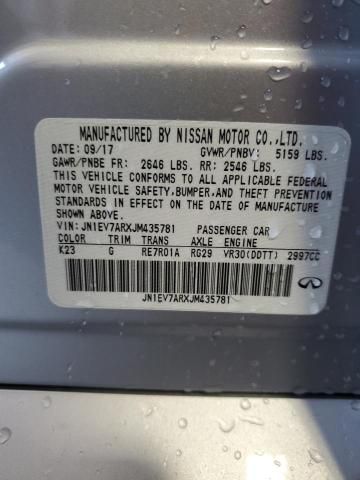 MANUFACTURED BY NISSAN MOTOR CO.,LTD.
DATE: 09/17 GVWR/PNBV: 5159 LBS.
GAWR/PNBE FR: 2646 LBS. RR: 2546 LBS.
THIS VEHICLE CONFORMS TO ALL APPLICABLE FEDERAL
MOTOR VEHICLE SAFETY,BUMPER,AND THEFT PREVENTION
STANDARDS IN EFFECT ON THE DATE OF MANUFACTURE
SHOWN ABOVE.
VIN: JN1EV7ARXJM435781 PASSENGER CAR
COLOR TRIM TRANS AXLE ENGINE
K23 G RE7R01A RG29 VR30(DDTT) 2997CC
JN1EV7ARXJM435781